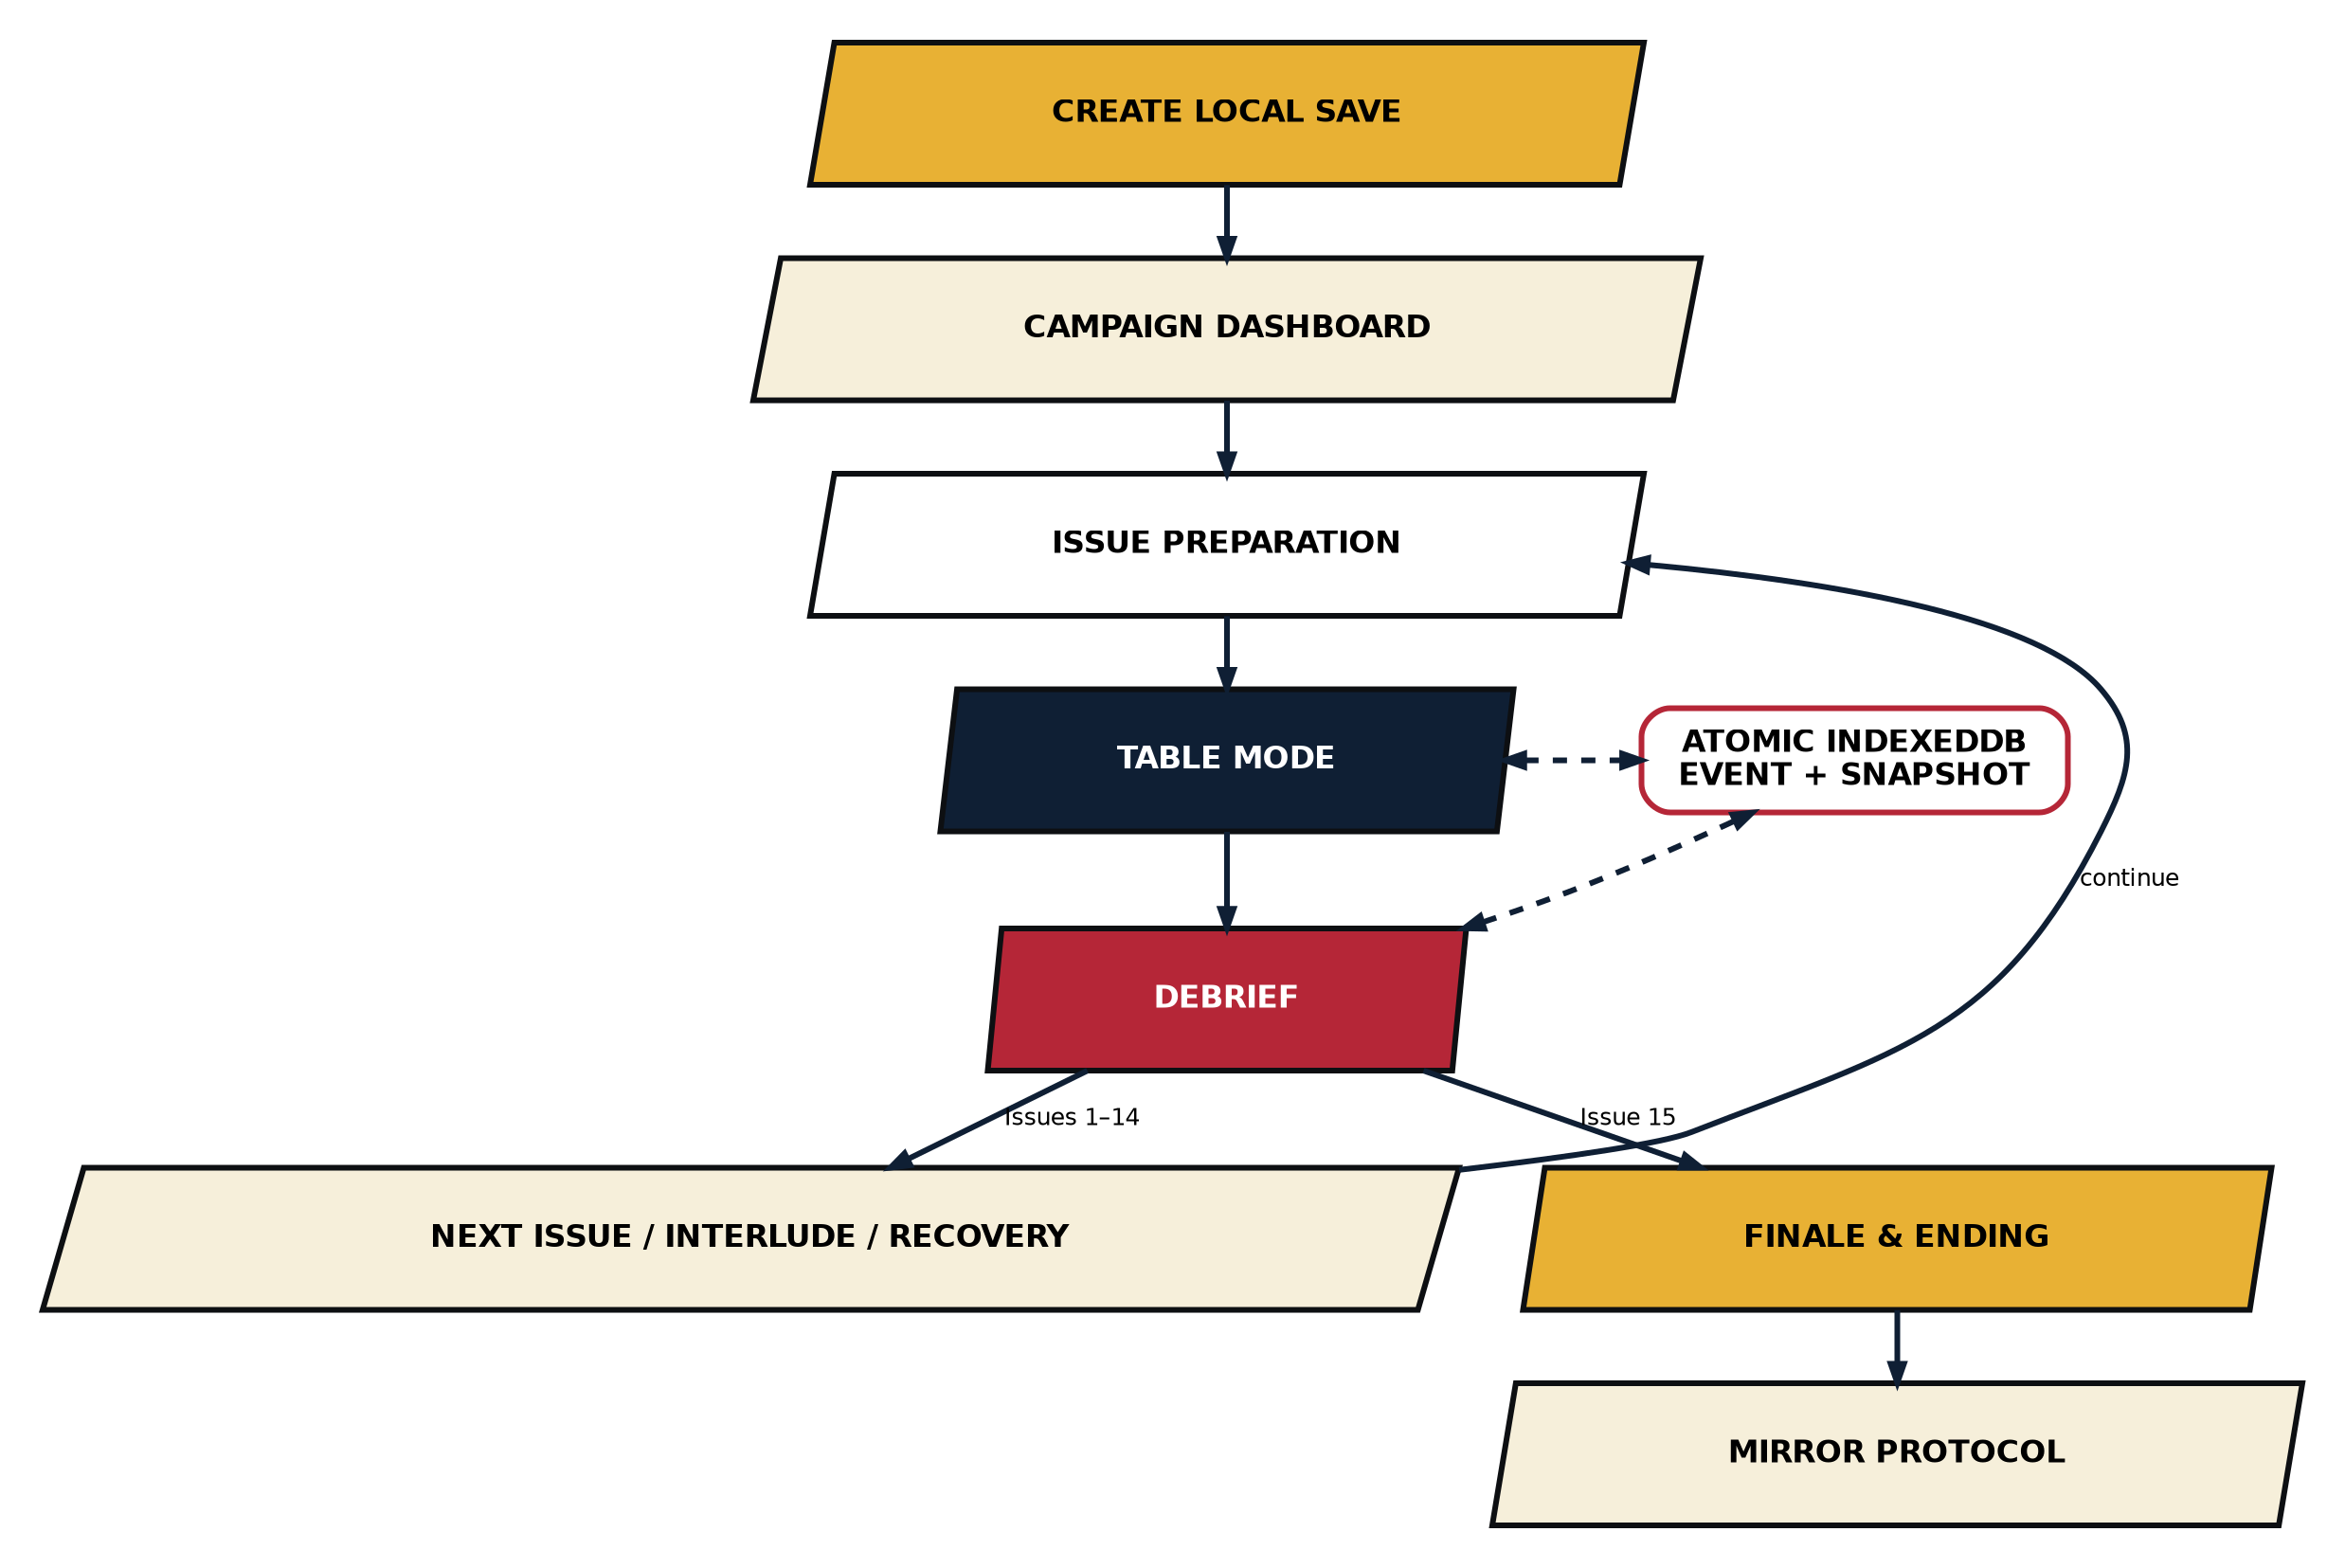 CREATE LOCAL SAVE
CAMPAIGN DASHBOARD
ISSUE PREPARATION
TABLE MODE
ATOMIC INDEXEDDB
EVENT + SNAPSHOT
continue
DEBRIEF
Issues 1–14
Issue 15
NEXT ISSUE / INTERLUDE / RECOVERY
FINALE & ENDING
MIRROR PROTOCOL